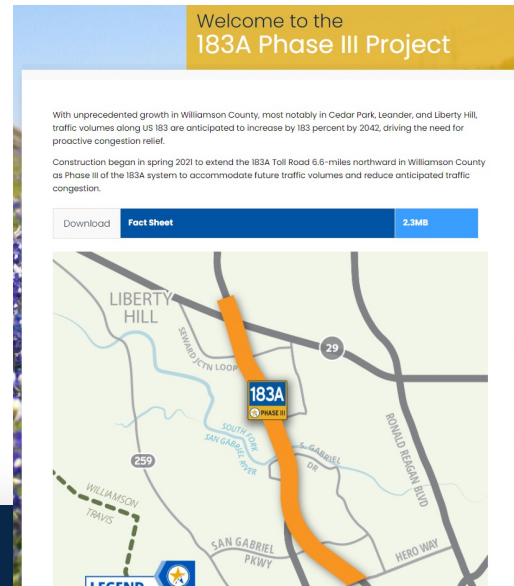 Welcome to the
183A Phase III Project
With unprecedented growth in Williamson County, most notably in Cedar Park, Leander, and Liberty Hill,
traffic volumes along US 183 are anticipated to increase by 183 percent by 2042, driving the need for
proactive congestion relief.
Construction began in spring 2021 to extend the 183A Toll Road 6.6-miles northward in Williamson County
as Phase III of the 183A system to accommodate future traffic volumes and reduce anticipated traffic
congestion.
Download Fact Sheet 2.3MB
LIBERTY
HILL
SEWARD JCTN LOOP
29
183A
PHASE III
SOUTH FORK
SAN GABRIEL
RIVER
S. GABRIEL
DR
RONALD REAGAN BLVD
259
WILLIAMSON
TRAVIS
SAN GABRIEL
PKWY
HERO WAY
LEGEND